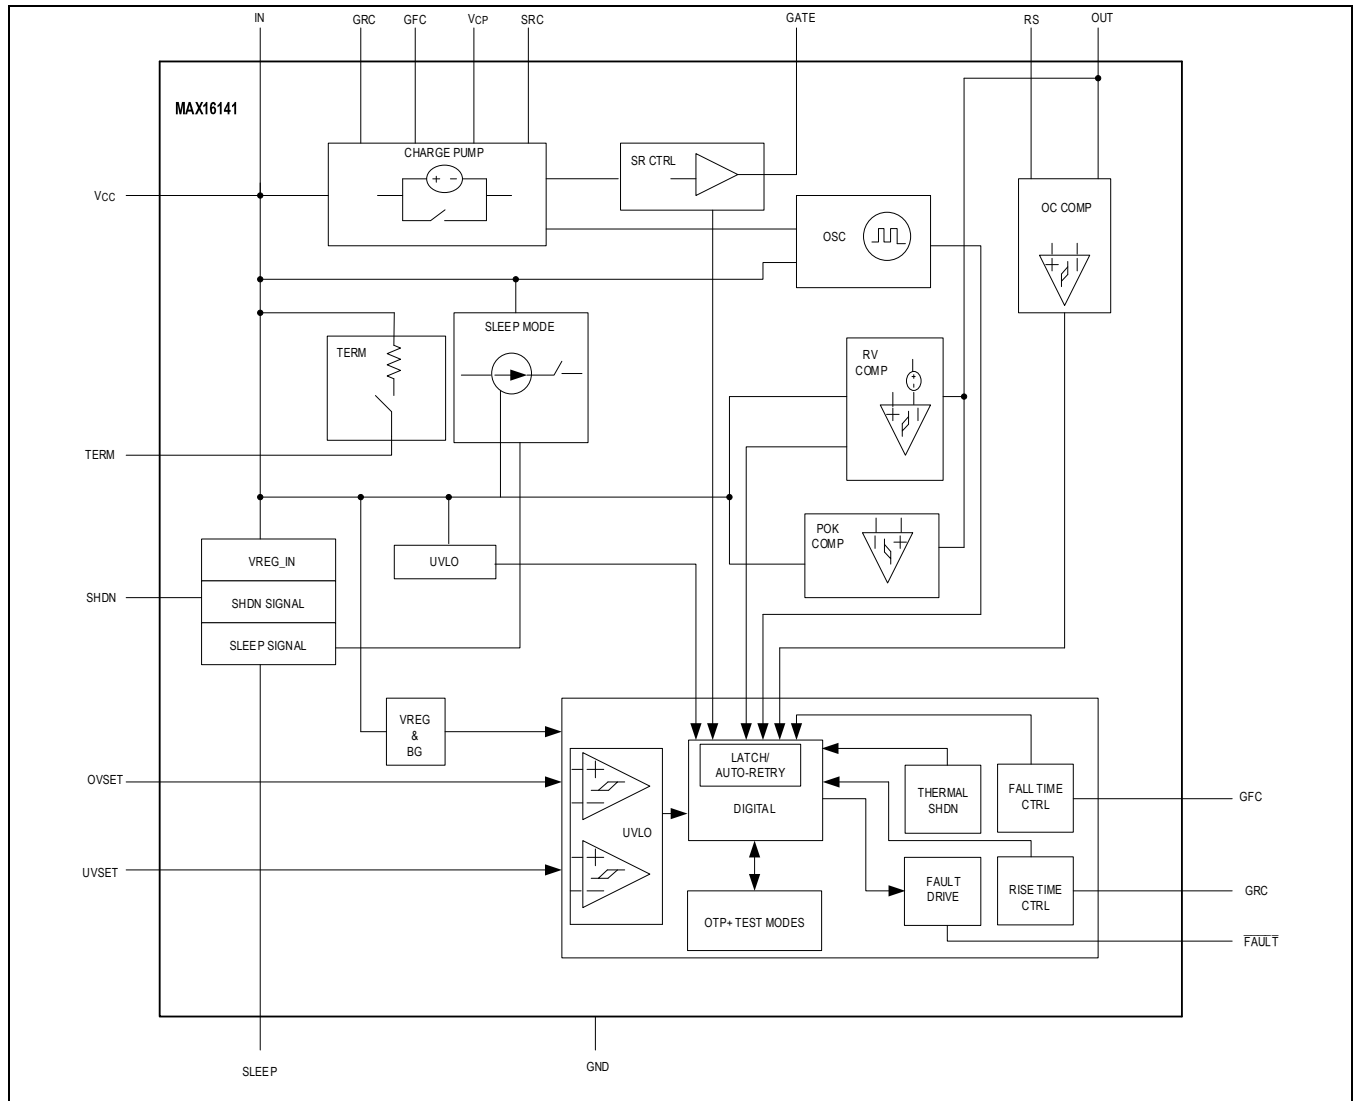 IN
GRC
GFC
VCP
SRC
GATE
RS
OUT
MAX16141
CHARGE PUMP
+ -
SR CTRL
VCC
OSC
OC COMP
+
SLEEP MODE
TERM
RV
COMP
+
-
+
TERM
POK
COMP
+
VREG_IN
UVLO
SHDN
SHDN SIGNAL
SLEEP SIGNAL
VREG
&
BG
LATCH/
AUTO-RETRY
OVSET
+
-
DIGITAL
THERMAL
SHDN
FALL TIME
CTRL
GFC
UVLO
UVSET
+
-
FAULT
DRIVE
RISE TIME
CTRL
GRC
OTP+ TEST MODES
FAULT
SLEEP
GND